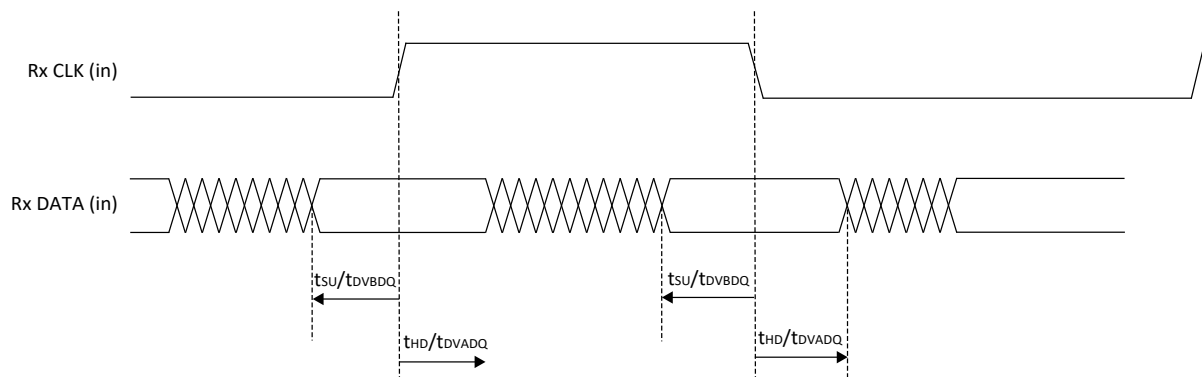 Rx CLK (in)
Rx DATA (in)
tSU/tDVBDQ
tSU/tDVBDQ
tHD/tDVADQ
tHD/tDVADQ